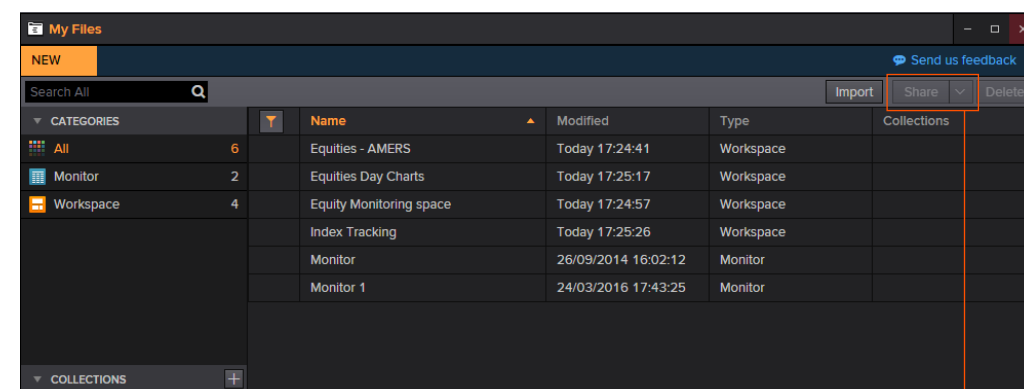 My Files
NEW
Send us feedback
Search All
Import Share Delete
CATEGORIES
Name Modified Type Collections
All 6
Equities - AMERS Today 17:24:41 Workspace
Monitor 2
Equities Day Charts Today 17:25:17 Workspace
Workspace 4
Equity Monitoring space Today 17:24:57 Workspace
Index Tracking Today 17:25:26 Workspace
Monitor 26/09/2014 16:02:12 Monitor
Monitor 1 24/03/2016 17:43:25 Monitor
COLLECTIONS